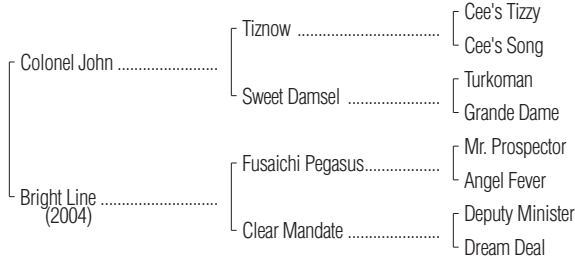 Cee's Tizzy
Tiznow ..........................
Cee's Song
Colonel John ........................
Turkoman
Sweet Damsel ......................
Grande Dame
Mr. Prospector
Fusaichi Pegasus..................
Angel Fever
Bright Line ............................
(2004)
Deputy Minister
Clear Mandate ......................
Dream Deal